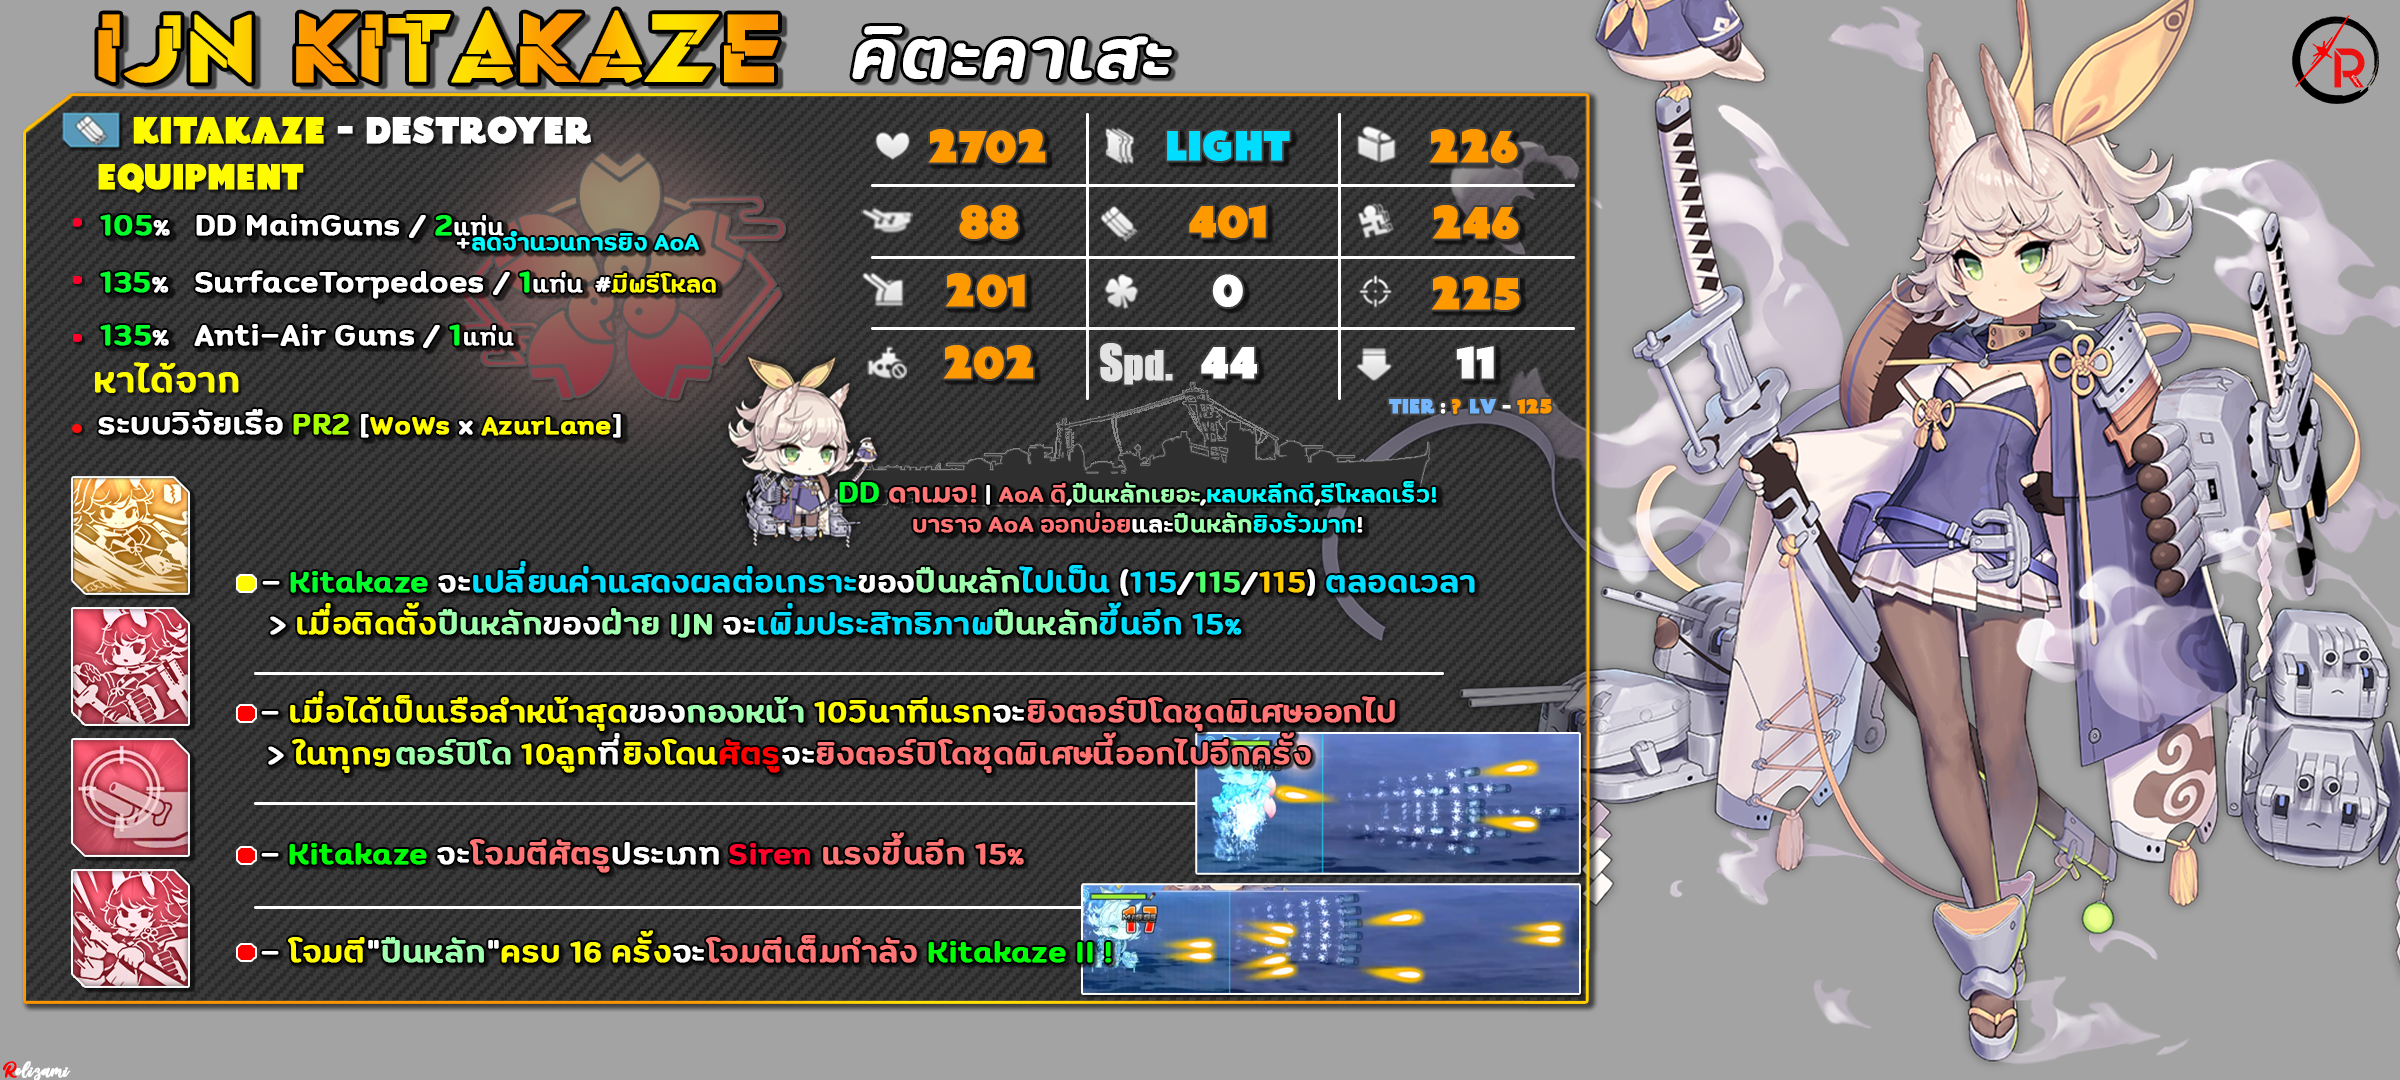 IJN KITAKAZE คิตะคาเสะ
KITAKAZE - DESTROYER
EQUIPMENT
105% DD MainGuns / 2แท่น
+ลดจำนวนการยิง AoA
135% SurfaceTorpedoes / 1แท่น #มีพรีโหลด
135% Anti-Air Guns / 1แท่น
หาได้จาก
ระบบวิจัยเรือ PR2 [WoWs x AzurLane]
2702 LIGHT 226
88 401 246
201 0 225
202 Spd. 44 11
TIER : ? LV - 125
DD ดาเมจ! | AoA ดี,ปืนหลักเยอะ,หลบหลีกดี,รีโหลดเร็ว!
บาราจ AoA ออกบ่อยและปืนหลักยิงรัวมาก!
- Kitakaze จะเปลี่ยนค่าแสดงผลต่อเกราะของปืนหลักไปเป็น (115/115/115) ตลอดเวลา
> เมื่อติดตั้งปืนหลักของฝ่าย IJN จะเพิ่มประสิทธิภาพปืนหลักขึ้นอีก 15%
- เมื่อได้เป็นเรือลำหน้าสุดของกองหน้า 10วินาทีแรกจะยิงตอร์ปิโดชุดพิเศษออกไป
> ในทุกๆตอร์ปิโด 10ลูกที่ยิงโดนศัตรูจะยิงตอร์ปิโดชุดพิเศษนี้ออกไปอีกครั้ง
- Kitakaze จะโจมตีศัตรูประเภท Siren แรงขึ้นอีก 15%
- โจมตี"ปืนหลัก"ครบ 16 ครั้งจะโจมตีเต็มกำลัง Kitakaze II !
17
R
Rolizami